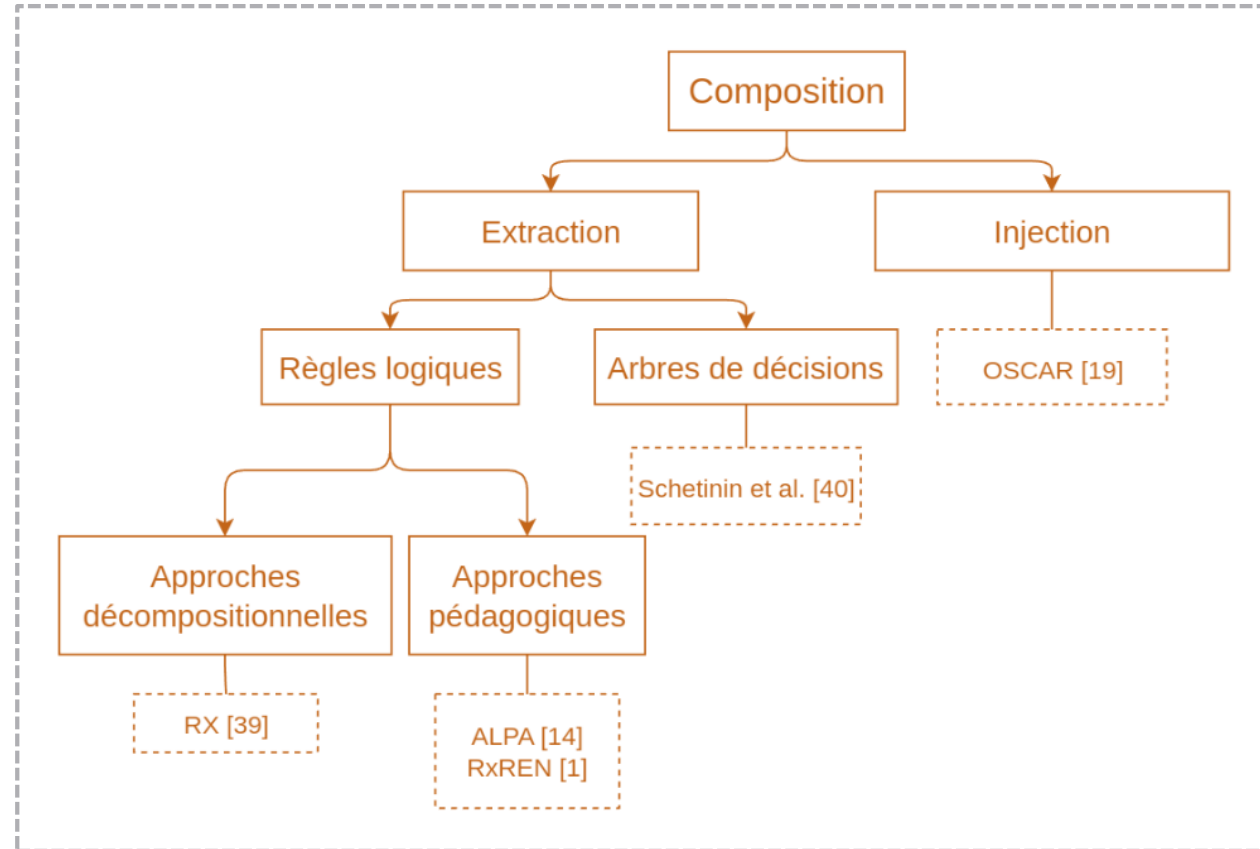 Composition
Extraction
Injection
Règles logiques
Arbres de décisions
OSCAR [19]
Schetinin et al. [40]
Approches
décompositionnelles
Approches
pédagogiques
RX [39]
ALPA [14]
RxREN [1]